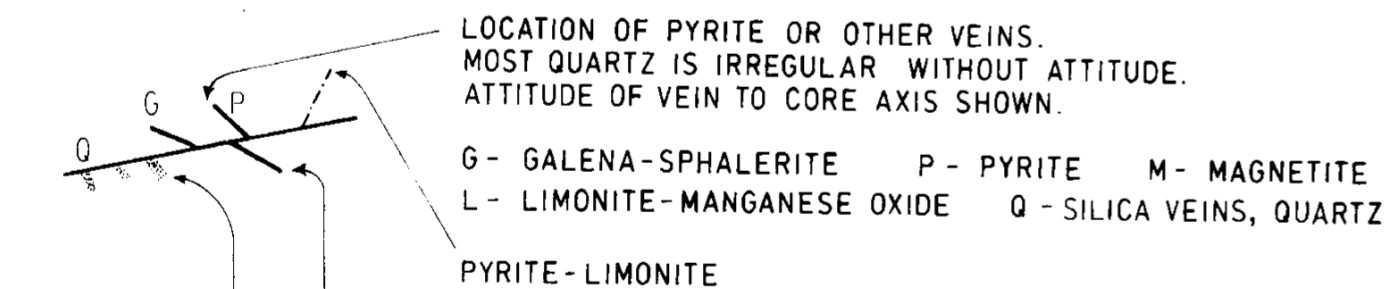 LOCATION OF PYRITE OR OTHER VEINS.
MOST QUARTZ IS IRREGULAR WITHOUT ATTITUDE.
ATTITUDE OF VEIN TO CORE AXIS SHOWN.
G P
Q
G - GALENA-SPHALERITE P - PYRITE M - MAGNETITE
L - LIMONITE-MANGANESE OXIDE Q - SILICA VEINS, QUARTZ
PYRITE-LIMONITE